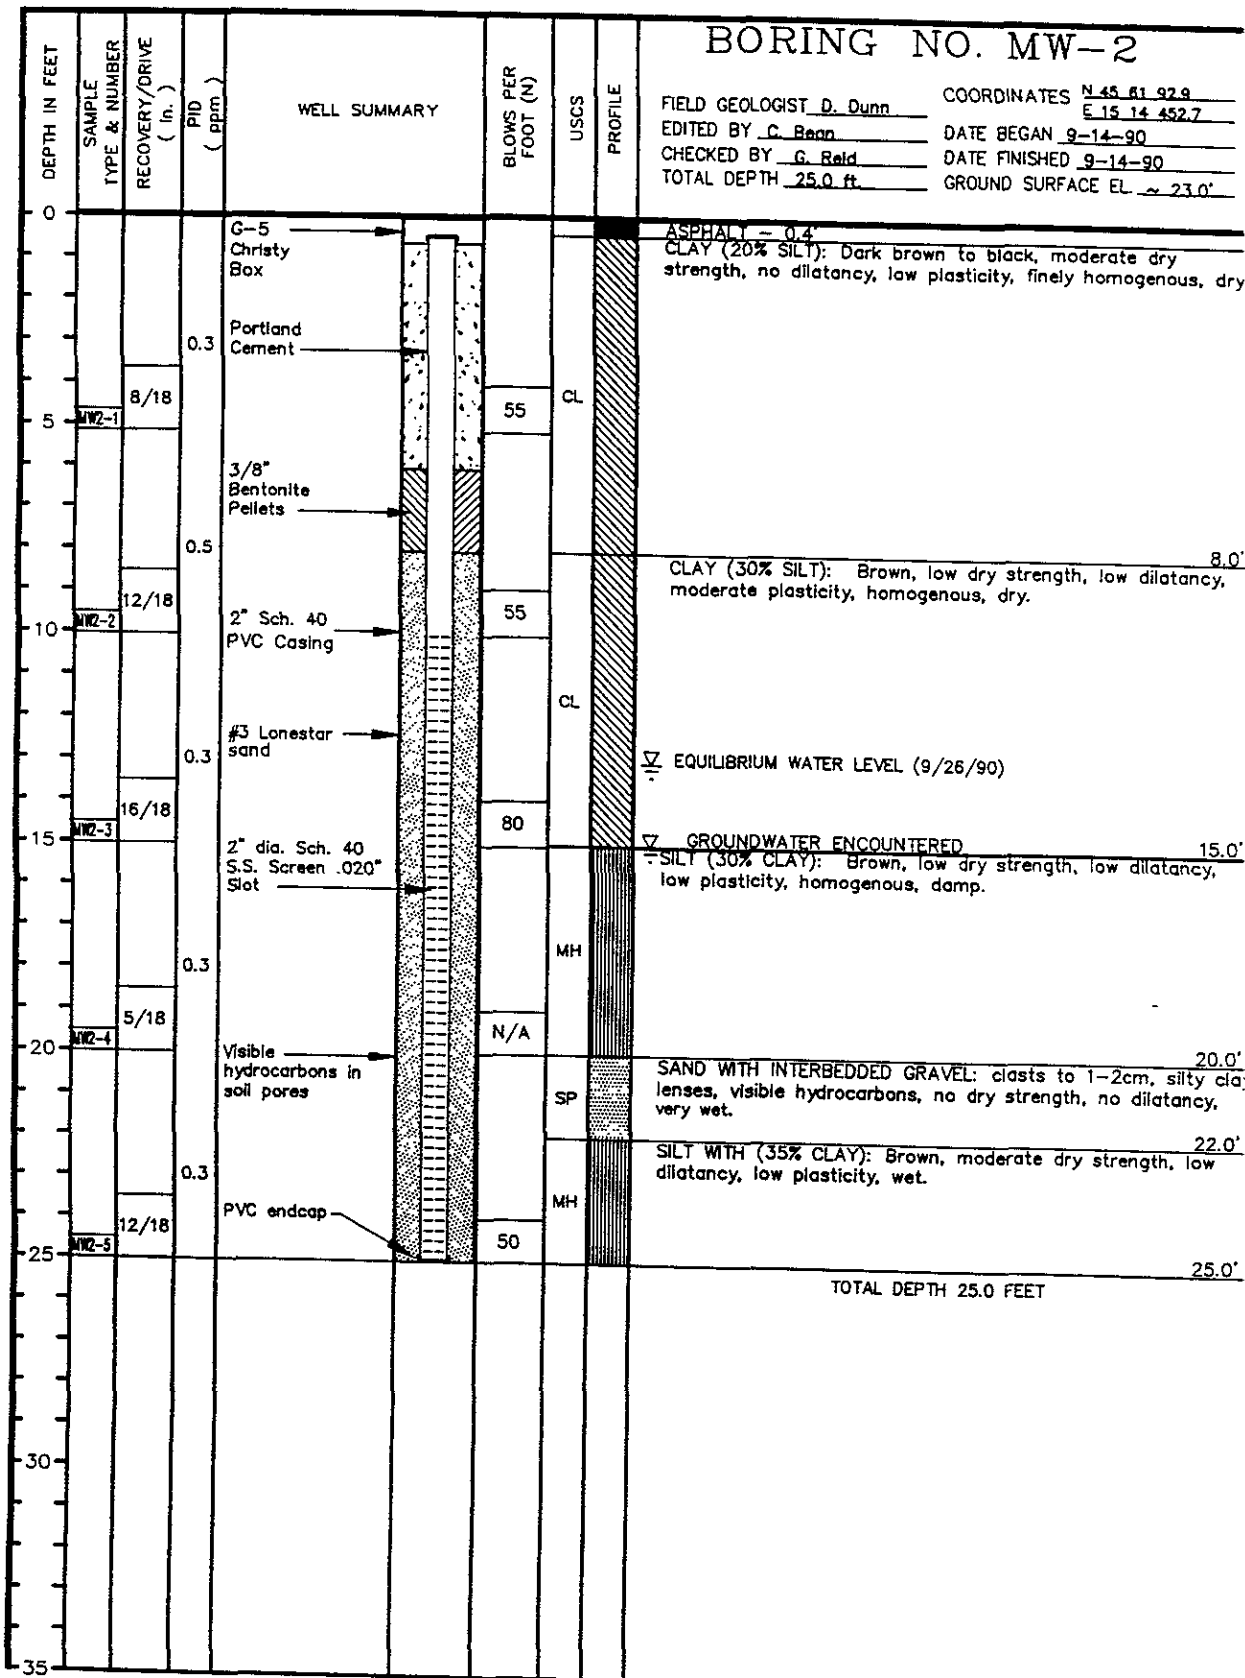 BORING NO. MW-2
FIELD GEOLOGIST D. Dunn
EDITED BY C. Bean
CHECKED BY G. Reid
TOTAL DEPTH 25.0 ft.
COORDINATES N 45 61 92.9
E 15 14 452.7
DATE BEGAN 9-14-90
DATE FINISHED 9-14-90
GROUND SURFACE EL. ~ 23.0'
DEPTH IN FEET
SAMPLE
TYPE & NUMBER
RECOVERY/DRIVE
( In. )
PID
( ppm )
WELL SUMMARY
BLOWS PER
FOOT (N)
USCS
PROFILE
0
G-5
Christy
Box
ASPHALT - 0.4'
CLAY (20% SILT): Dark brown to black, moderate dry
strength, no dilatancy, low plasticity, finely homogenous, dry
0.3
Portland
Cement
8/18
CL
MW2-1
5
55
3/8"
Bentonite
Pellets
0.5
8.0'
CLAY (30% SILT): Brown, low dry strength, low dilatancy,
moderate plasticity, homogenous, dry.
12/18
MW2-2
55
10
2" Sch. 40
PVC Casing
CL
#3 Lonestar
sand
0.3
EQUILIBRIUM WATER LEVEL (9/26/90)
16/18
MW2-3
80
15
GROUNDWATER ENCOUNTERED
15.0'
2" dia. Sch. 40
S.S. Screen .020"
Slot
SILT (30% CLAY): Brown, low dry strength, low dilatancy,
low plasticity, homogenous, damp.
MH
0.3
5/18
MW2-4
N/A
20
20.0'
Visible
hydrocarbons in
soil pores
SAND WITH INTERBEDDED GRAVEL: clasts to 1-2cm, silty clay
lenses, visible hydrocarbons, no dry strength, no dilatancy,
very wet.
SP
22.0'
SILT WITH (35% CLAY): Brown, moderate dry strength, low
dilatancy, low plasticity, wet.
0.3
MH
PVC endcap
12/18
MW2-5
50
25
25.0'
TOTAL DEPTH 25.0 FEET
30
35